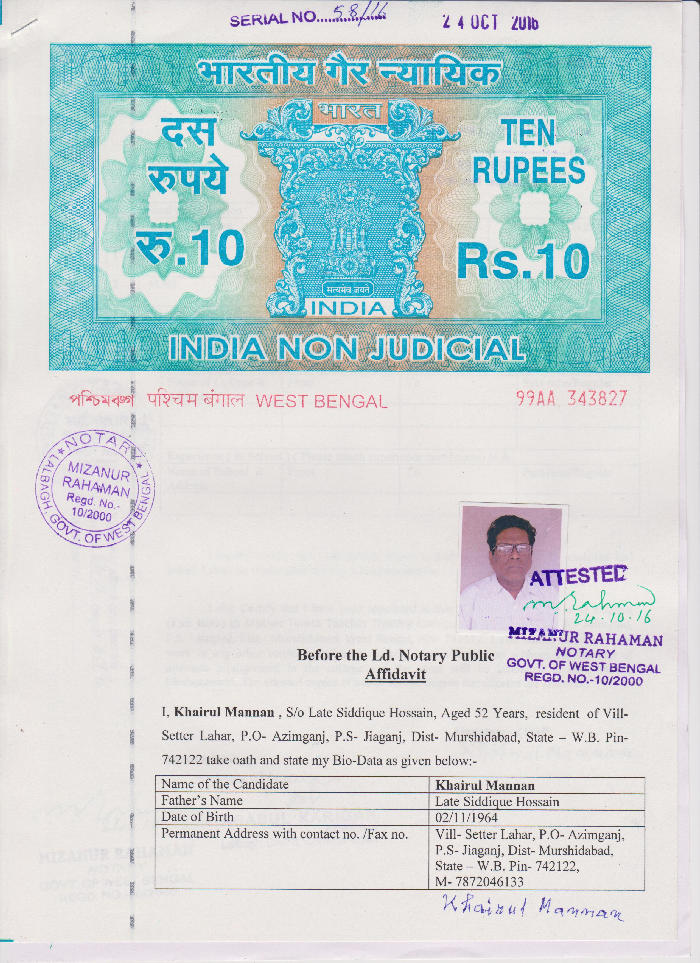 SERIAL NO. 58/16
24 OCT 2016
भारतीय गैर न्यायिक
भारत
दस
रुपये
रु.10
TEN
RUPEES
Rs.10
सत्यमेव जयते
INDIA
INDIA NON JUDICIAL
পশ্চিমবঙ্গ पश्चिम बंगाल WEST BENGAL
99AA 343827
NOTARY
MIZANUR
RAHAMAN
Regd. No.-
10/2000
LALBAGH, GOVT. OF WEST BENGAL
ATTESTED
M. Rahaman
24-10-16
MIZANUR RAHAMAN
NOTARY
GOVT. OF WEST BENGAL
REGD. NO.-10/2000
Before the Ld. Notary Public
Affidavit
I, Khairul Mannan , S/o Late Siddique Hossain, Aged 52 Years, resident of Vill-
Setter Lahar, P.O- Azimganj, P.S- Jiaganj, Dist- Murshidabad, State – W.B. Pin-
742122 take oath and state my Bio-Data as given below:-
Name of the Candidate Khairul Mannan
Father's Name Late Siddique Hossain
Date of Birth 02/11/1964
Permanent Address with contact no. /Fax no. Vill- Setter Lahar, P.O- Azimganj,
P.S- Jiaganj, Dist- Murshidabad,
State – W.B. Pin- 742122,
M- 7872046133
Khairul Mannan